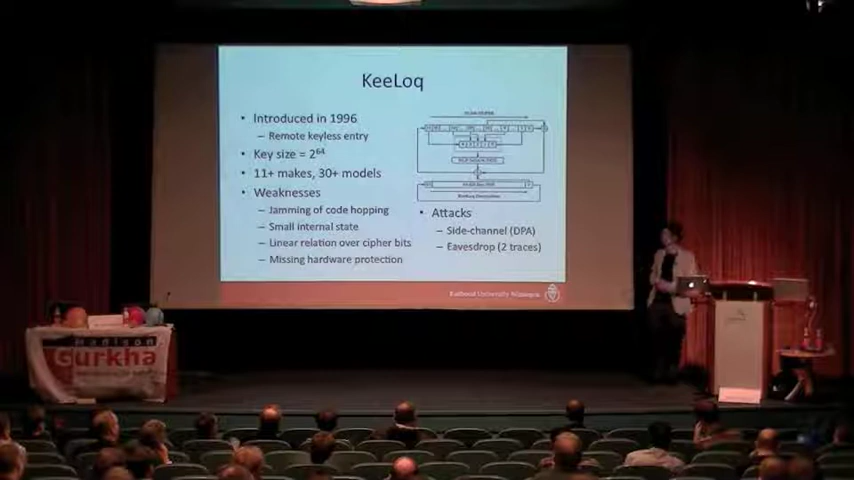 KeeLoq
• Introduced in 1996
– Remote keyless entry
• Key size = 2⁶⁴
• 11+ makes, 30+ models
• Weaknesses
– Jamming of code hopping
– Small internal state
– Linear relation over cipher bits
– Missing hardware protection
• Attacks
– Side-channel (DPA)
– Eavesdrop (2 traces)
Radboud University Nijmegen
Madison
Gurkha